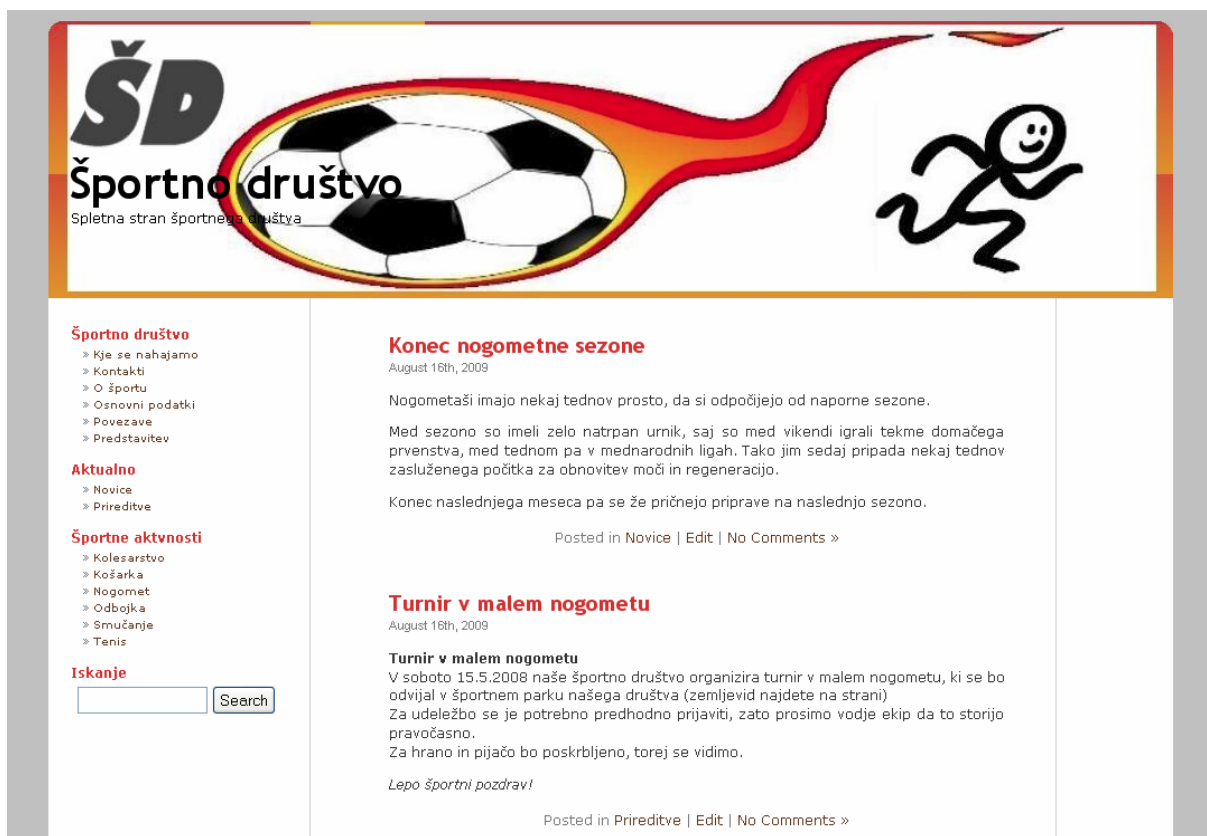 ŠD
Športno društvo
Spletna stran športnega društva
Športno društvo
» Kje se nahajamo
» Kontakti
» O športu
» Osnovni podatki
» Povezave
» Predstavitev
Aktualno
» Novice
» Prireditve
Športne aktvnosti
» Kolesarstvo
» Košarka
» Nogomet
» Odbojka
» Smučanje
» Tenis
Iskanje
Search
Konec nogometne sezone
August 16th, 2009
Nogometaši imajo nekaj tednov prosto, da si odpočijejo od naporne sezone.
Med sezono so imeli zelo natrpan urnik, saj so med vikendi igrali tekme domačega
prvenstva, med tednom pa v mednarodnih ligah. Tako jim sedaj pripada nekaj tednov
zasluženega počitka za obnovitev moči in regeneracijo.
Konec naslednjega meseca pa se že pričnejo priprave na naslednjo sezono.
Posted in Novice | Edit | No Comments »
Turnir v malem nogometu
August 16th, 2009
Turnir v malem nogometu
V soboto 15.5.2008 naše športno društvo organizira turnir v malem nogometu, ki se bo
odvijal v športnem parku našega društva (zemljevid najdete na strani)
Za udeležbo se je potrebno predhodno prijaviti, zato prosimo vodje ekip da to storijo
pravočasno.
Za hrano in pijačo bo poskrbljeno, torej se vidimo.
Lepo športni pozdrav!
Posted in Prireditve | Edit | No Comments »